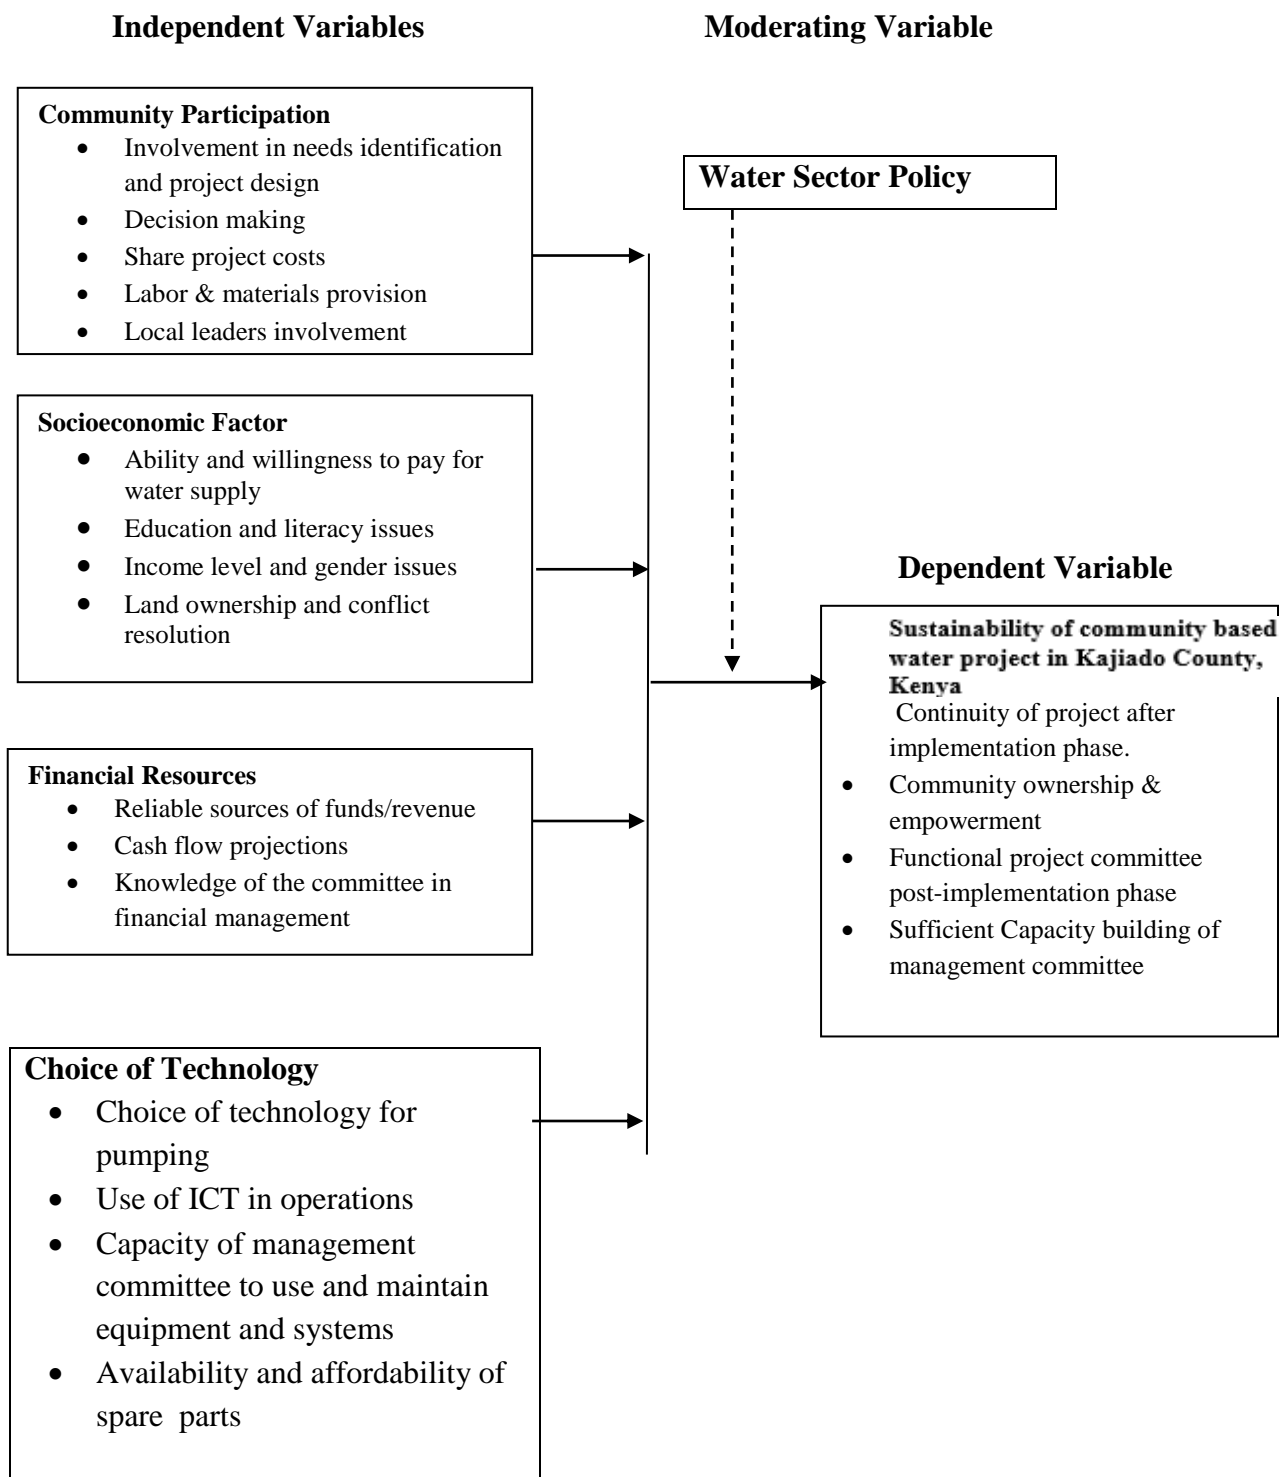 Independent Variables
Moderating Variable
Community Participation
• Involvement in needs identification
and project design
• Decision making
• Share project costs
• Labor & materials provision
• Local leaders involvement
Water Sector Policy
Socioeconomic Factor
• Ability and willingness to pay for
water supply
• Education and literacy issues
• Income level and gender issues
• Land ownership and conflict
resolution
Dependent Variable
Sustainability of community based
water project in Kajiado County,
Kenya
Continuity of project after
implementation phase.
• Community ownership &
empowerment
• Functional project committee
post-implementation phase
• Sufficient Capacity building of
management committee
Financial Resources
• Reliable sources of funds/revenue
• Cash flow projections
• Knowledge of the committee in
financial management
Choice of Technology
• Choice of technology for
pumping
• Use of ICT in operations
• Capacity of management
committee to use and maintain
equipment and systems
• Availability and affordability of
spare parts